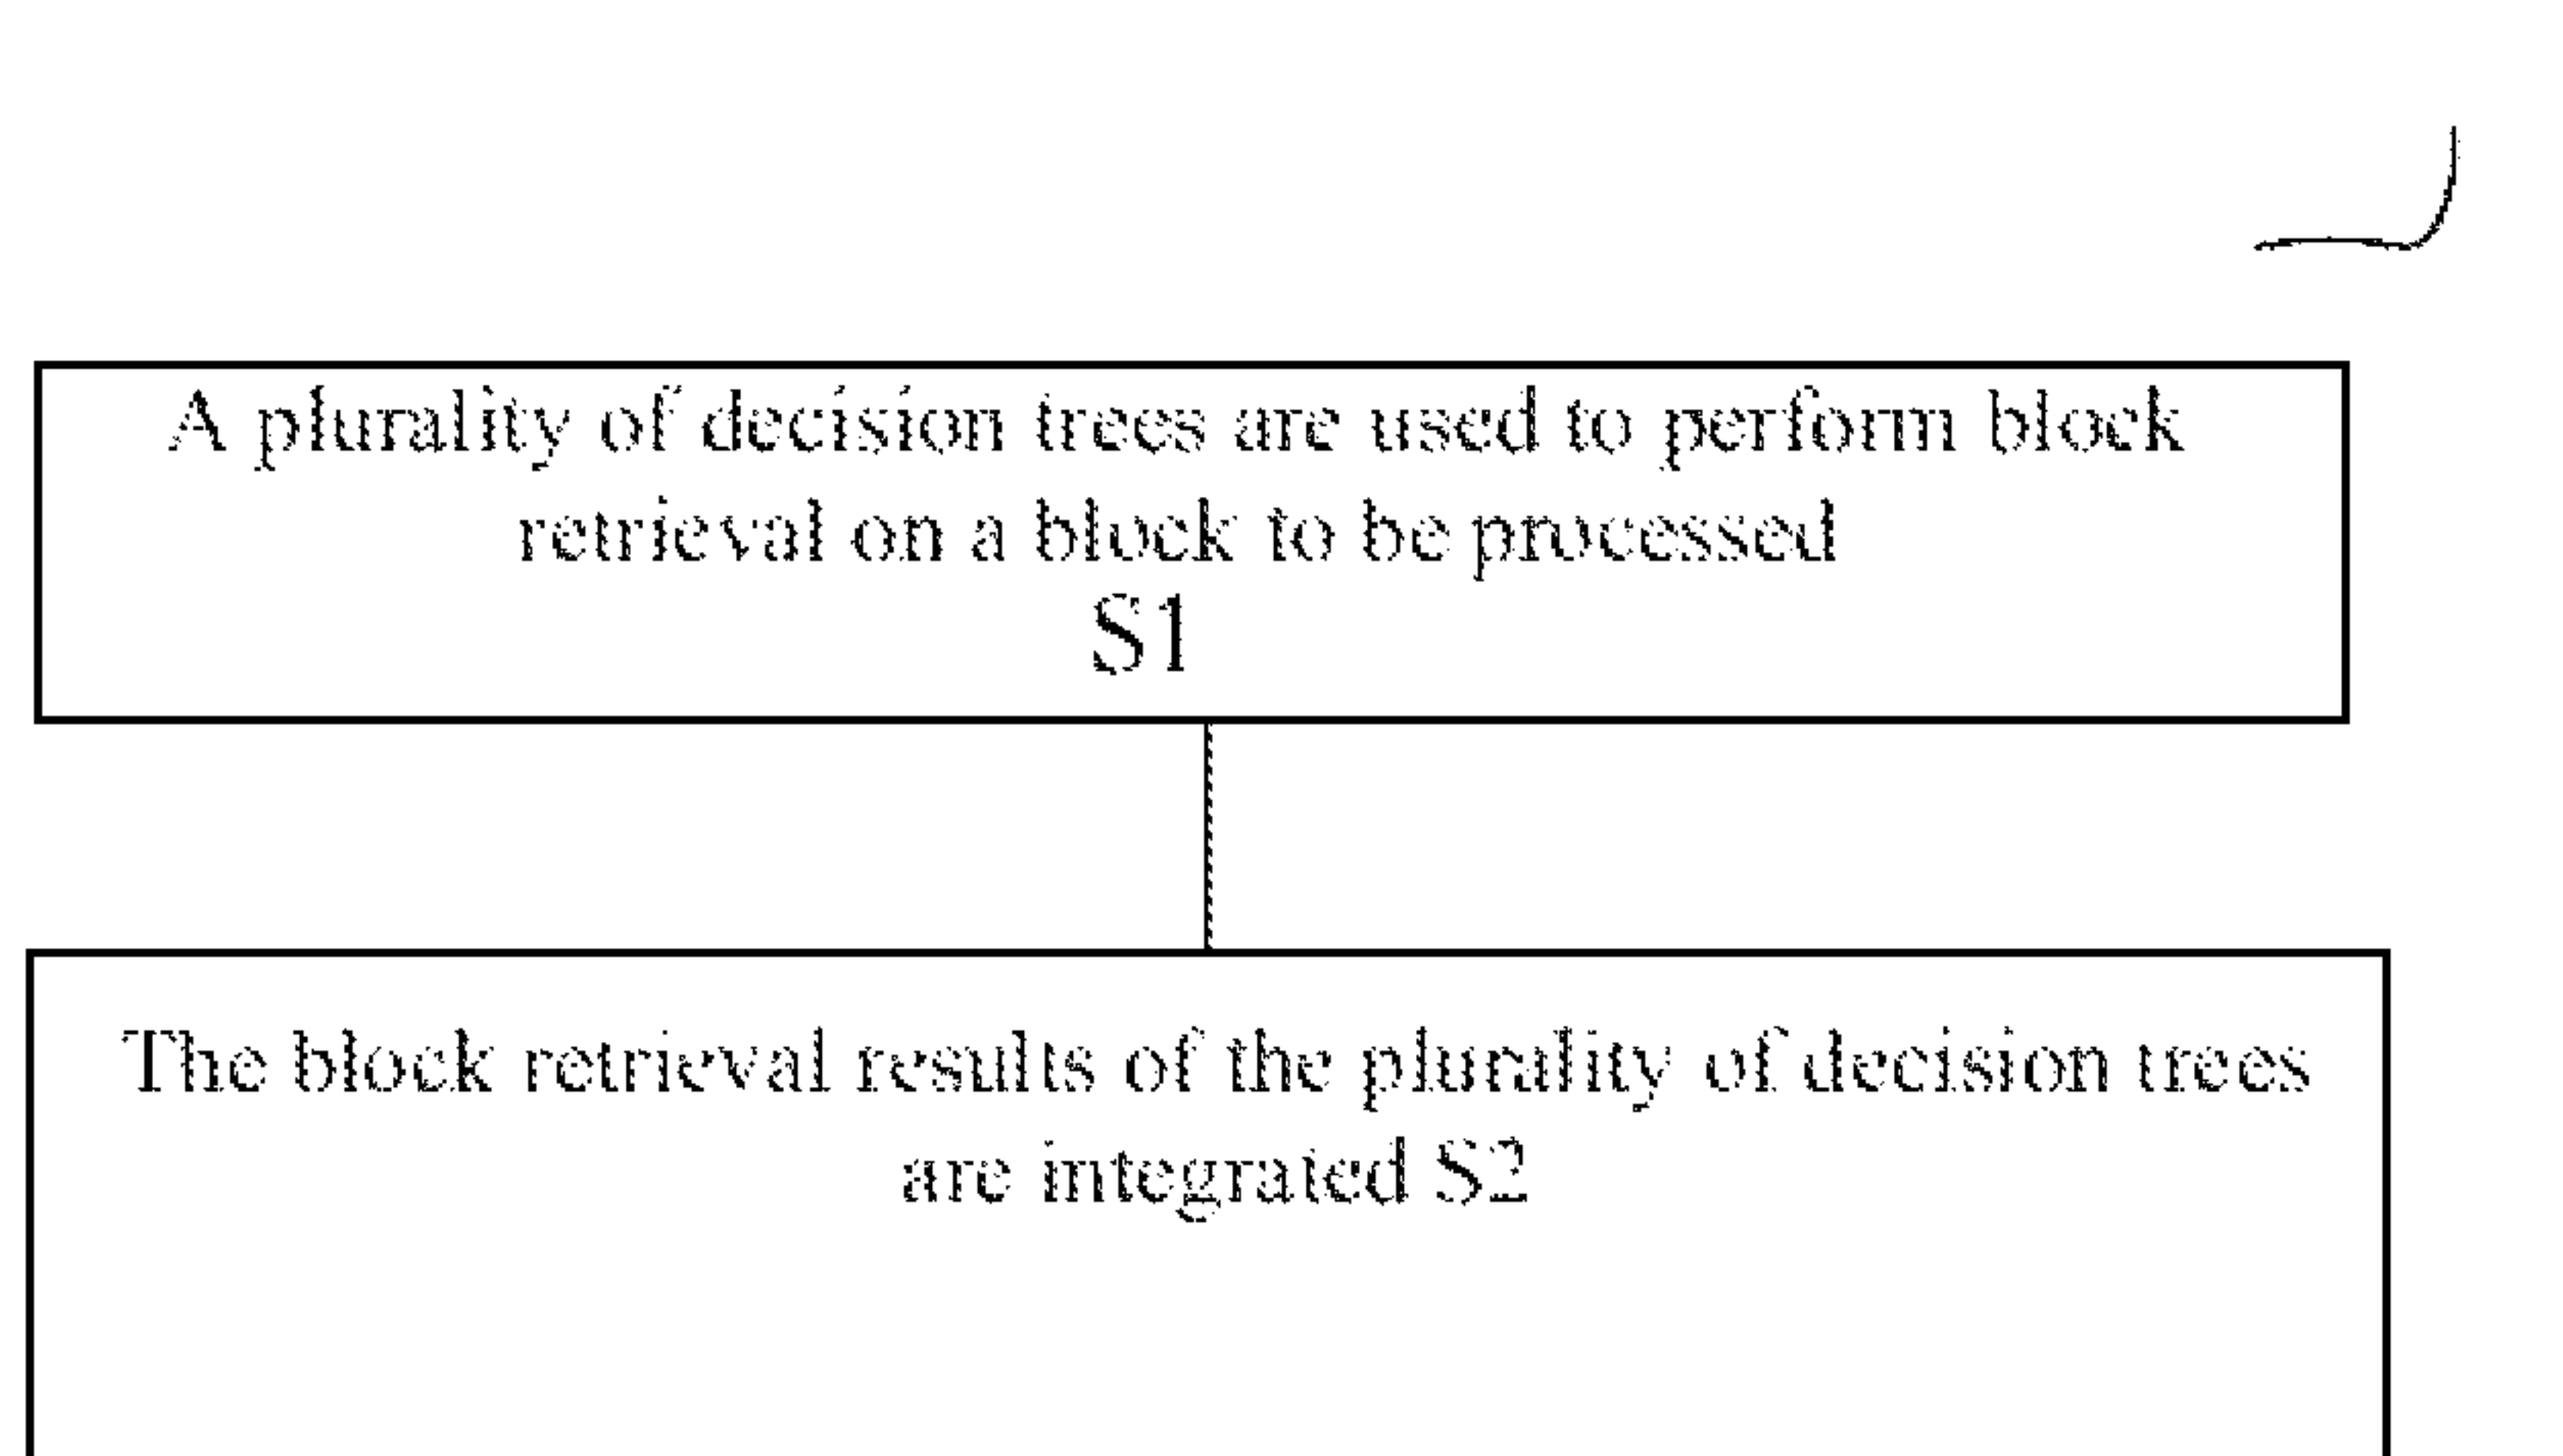 A plurality of decision trees are used to perform block
retrieval on a block to be processed
S1
The block retrieval results of the plurality of decision trees
are integrated S2